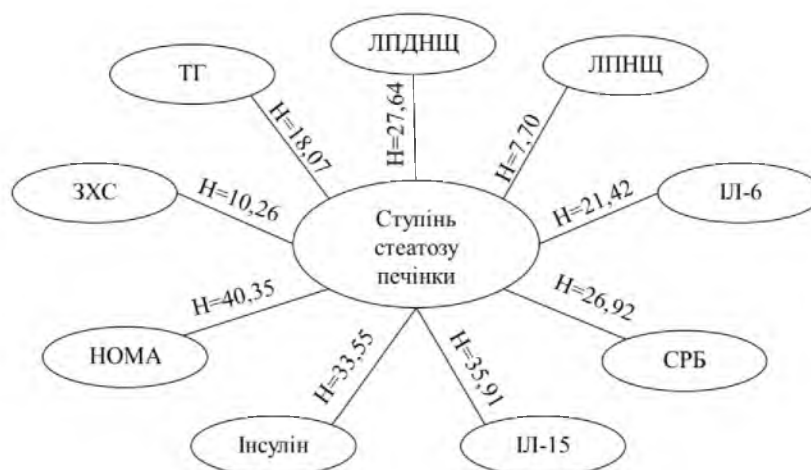 ЛПДНЩ
ТГ
ЛПНЩ
H=18,07
H=27,64
H=7,70
ЗХС
H=10,26
Ступінь
стеатозу
печінки
H=21,42
ІЛ-6
H=40,35
H=26,92
НОМА
H=33,55
H=35,91
СРБ
Інсулін
ІЛ-15